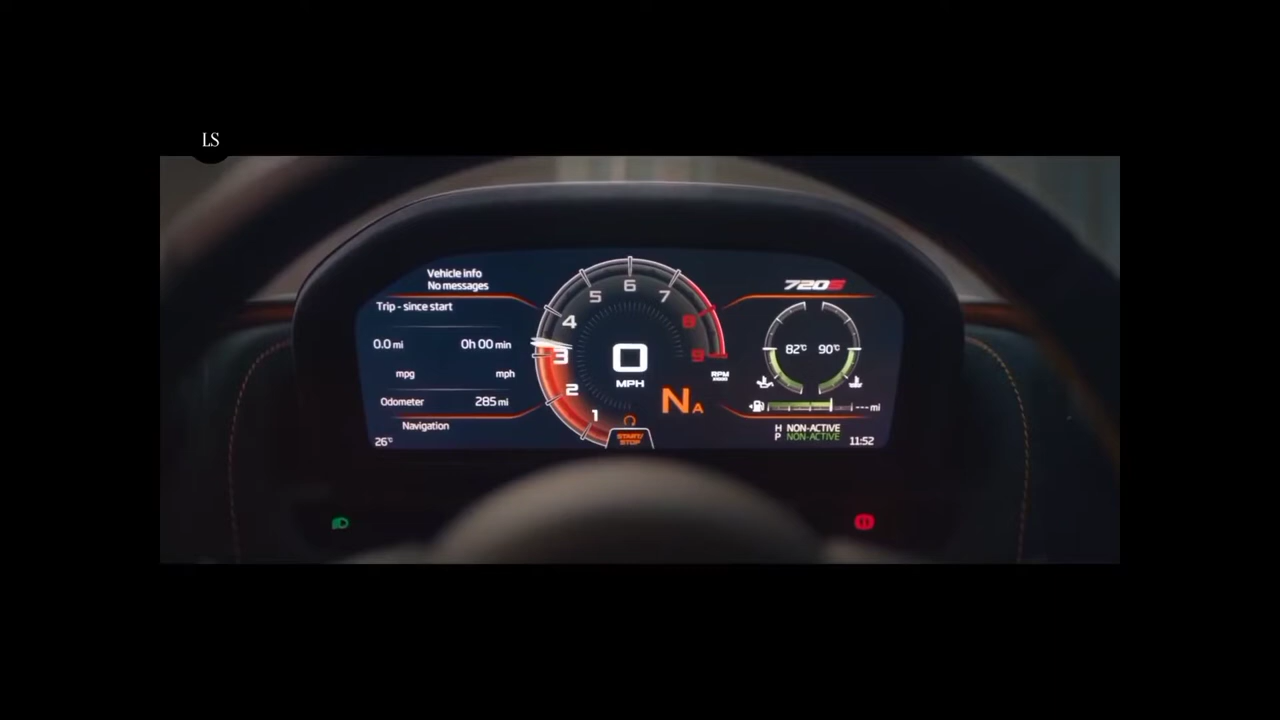 LS
Vehicle info
No messages
Trip - since start
0.0 mi 0h 00 min
mpg mph
Odometer 285 mi
Navigation
26°C
1
2
3
4
5
6
7
8
9
0
MPH
RPM
N A
START/
STOP
720S
82°C 90°C
--- mi
H NON-ACTIVE
P NON-ACTIVE
11:52